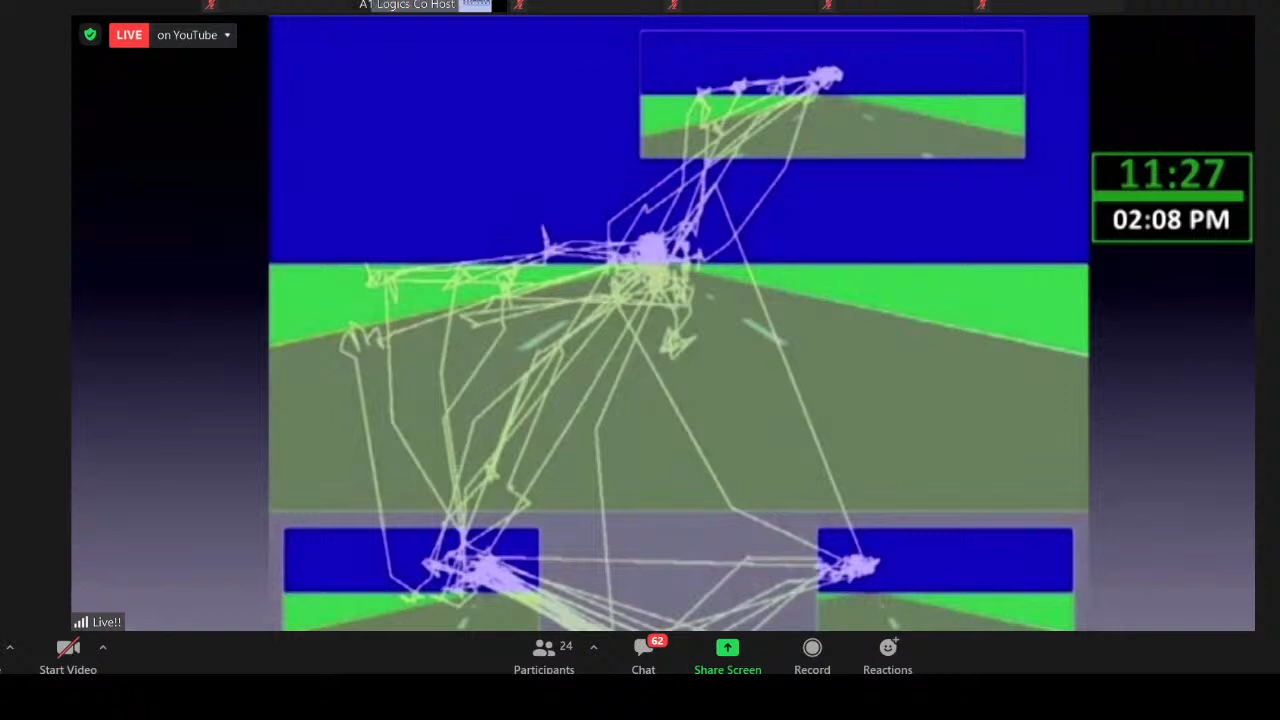 A1 Logics Co Host
LIVE on YouTube
11:27
02:08 PM
Live!!
Start Video
24
Participants
62
Chat
Share Screen
Record
Reactions